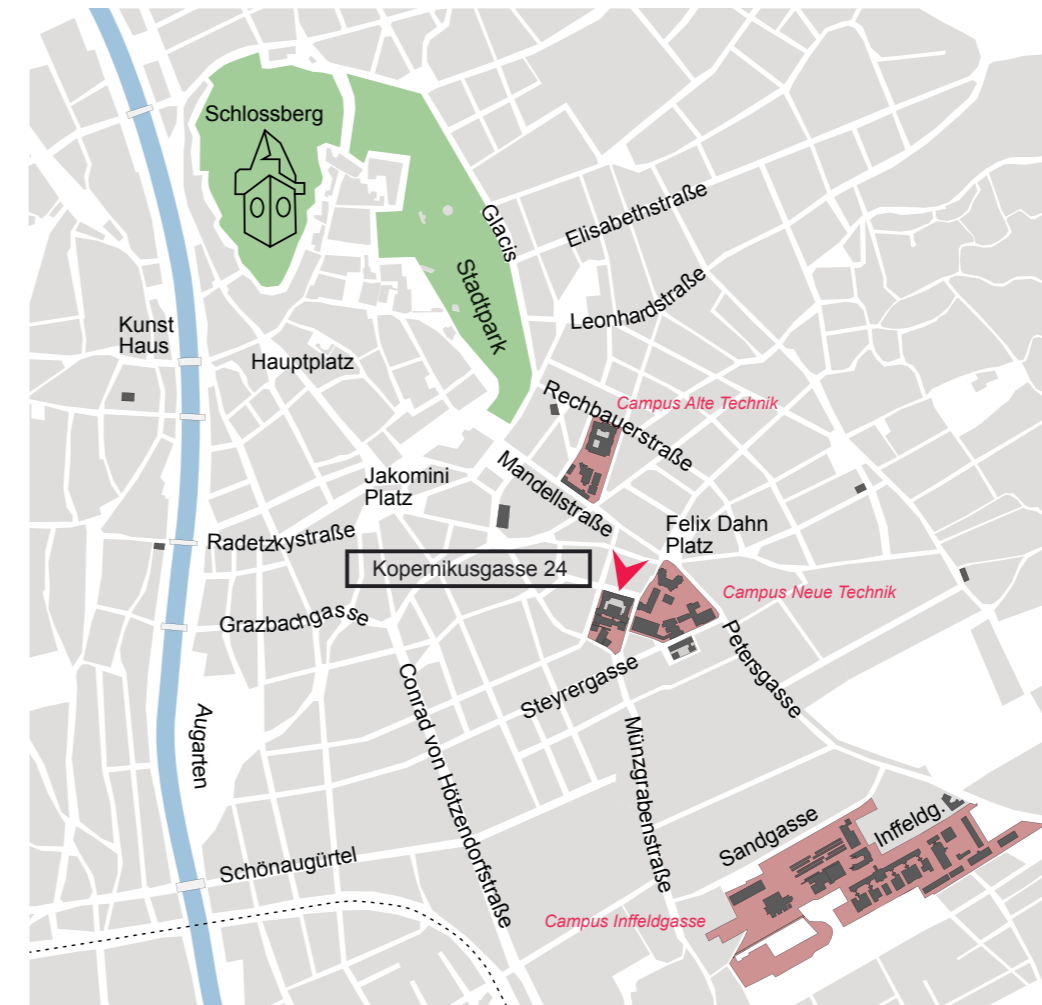 Schlossberg
Glacis
Elisabethstraße
Stadtpark
Leonhardstraße
Kunst
Haus
Hauptplatz
Rechbauerstraße
Campus Alte Technik
Mandellstraße
Jakomini
Platz
Felix Dahn
Platz
Radetzkystraße
Kopernikusgasse 24
Campus Neue Technik
Grazbachgasse
Petersgasse
Steyrergasse
Conrad von Hötzendorfstraße
Augarten
Münzgrabenstraße
Sandgasse
Inffeldg.
Schönaugürtel
Campus Inffeldgasse